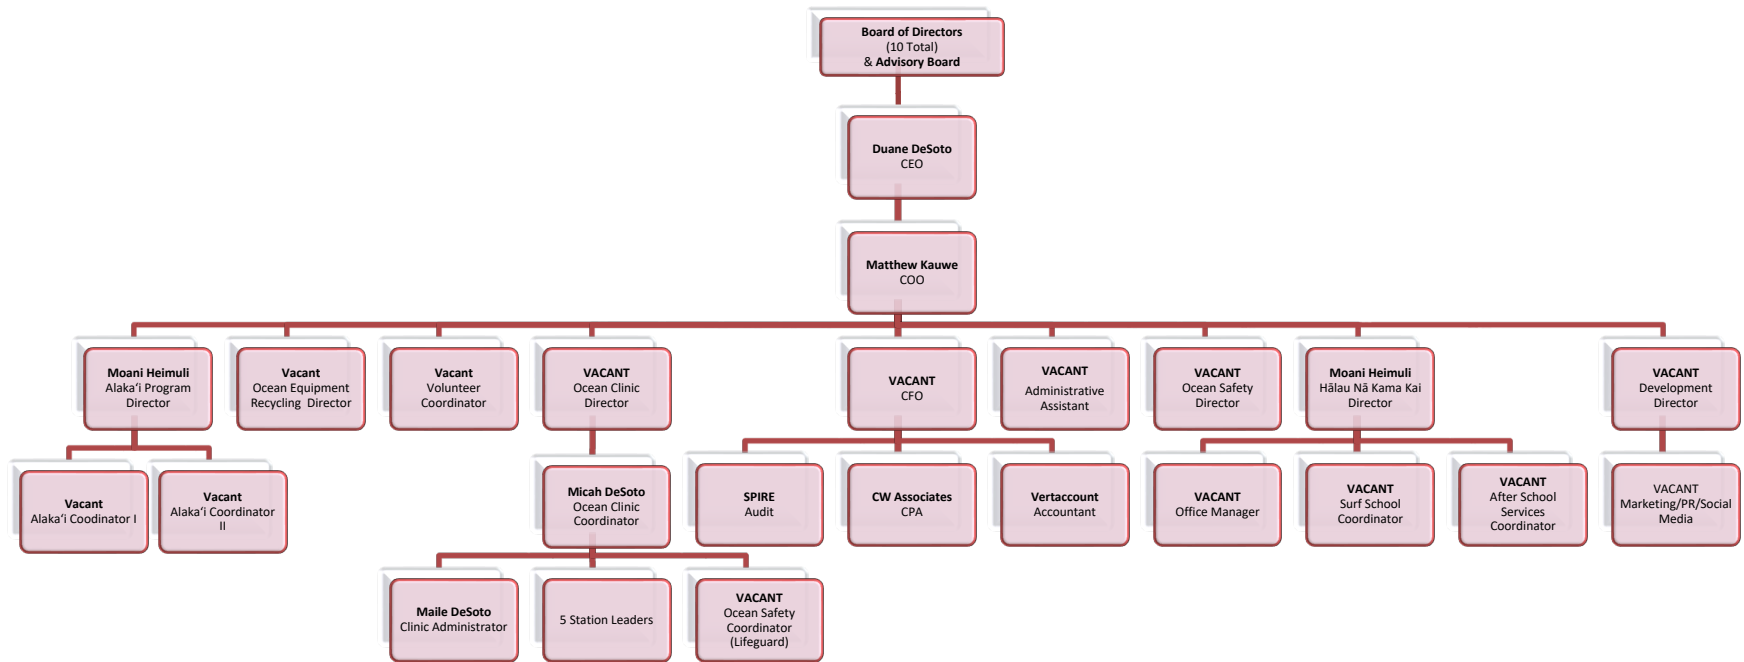 Board of Directors
(10 Total)
& Advisory Board
Duane DeSoto
CEO
Matthew Kauwe
COO
Moani Heimuli
Alaka‘i Program
Director
Vacant
Ocean Equipment
Recycling Director
Vacant
Volunteer
Coordinator
VACANT
Ocean Clinic
Director
VACANT
CFO
VACANT
Administrative
Assistant
VACANT
Ocean Safety
Director
Moani Heimuli
Hālau Nā Kama Kai
Director
VACANT
Development
Director
Vacant
Alaka‘i Coodinator I
Vacant
Alaka‘i Coordinator
II
Micah DeSoto
Ocean Clinic
Coordinator
SPIRE
Audit
CW Associates
CPA
Vertaccount
Accountant
VACANT
Office Manager
VACANT
Surf School
Coordinator
VACANT
After School
Services
Coordinator
VACANT
Marketing/PR/Social
Media
Maile DeSoto
Clinic Administrator
5 Station Leaders
VACANT
Ocean Safety
Coordinator
(Lifeguard)